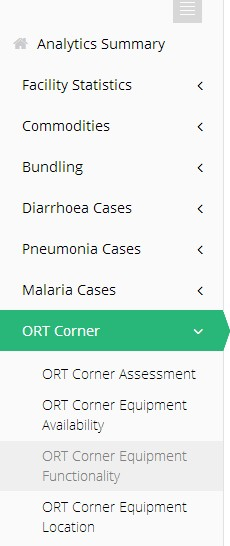 Analytics Summary
Facility Statistics
Commodities
Bundling
Diarrhoea Cases
Pneumonia Cases
Malaria Cases
ORT Corner
ORT Corner Assessment
ORT Corner Equipment
Availability
ORT Corner Equipment
Functionality
ORT Corner Equipment
Location